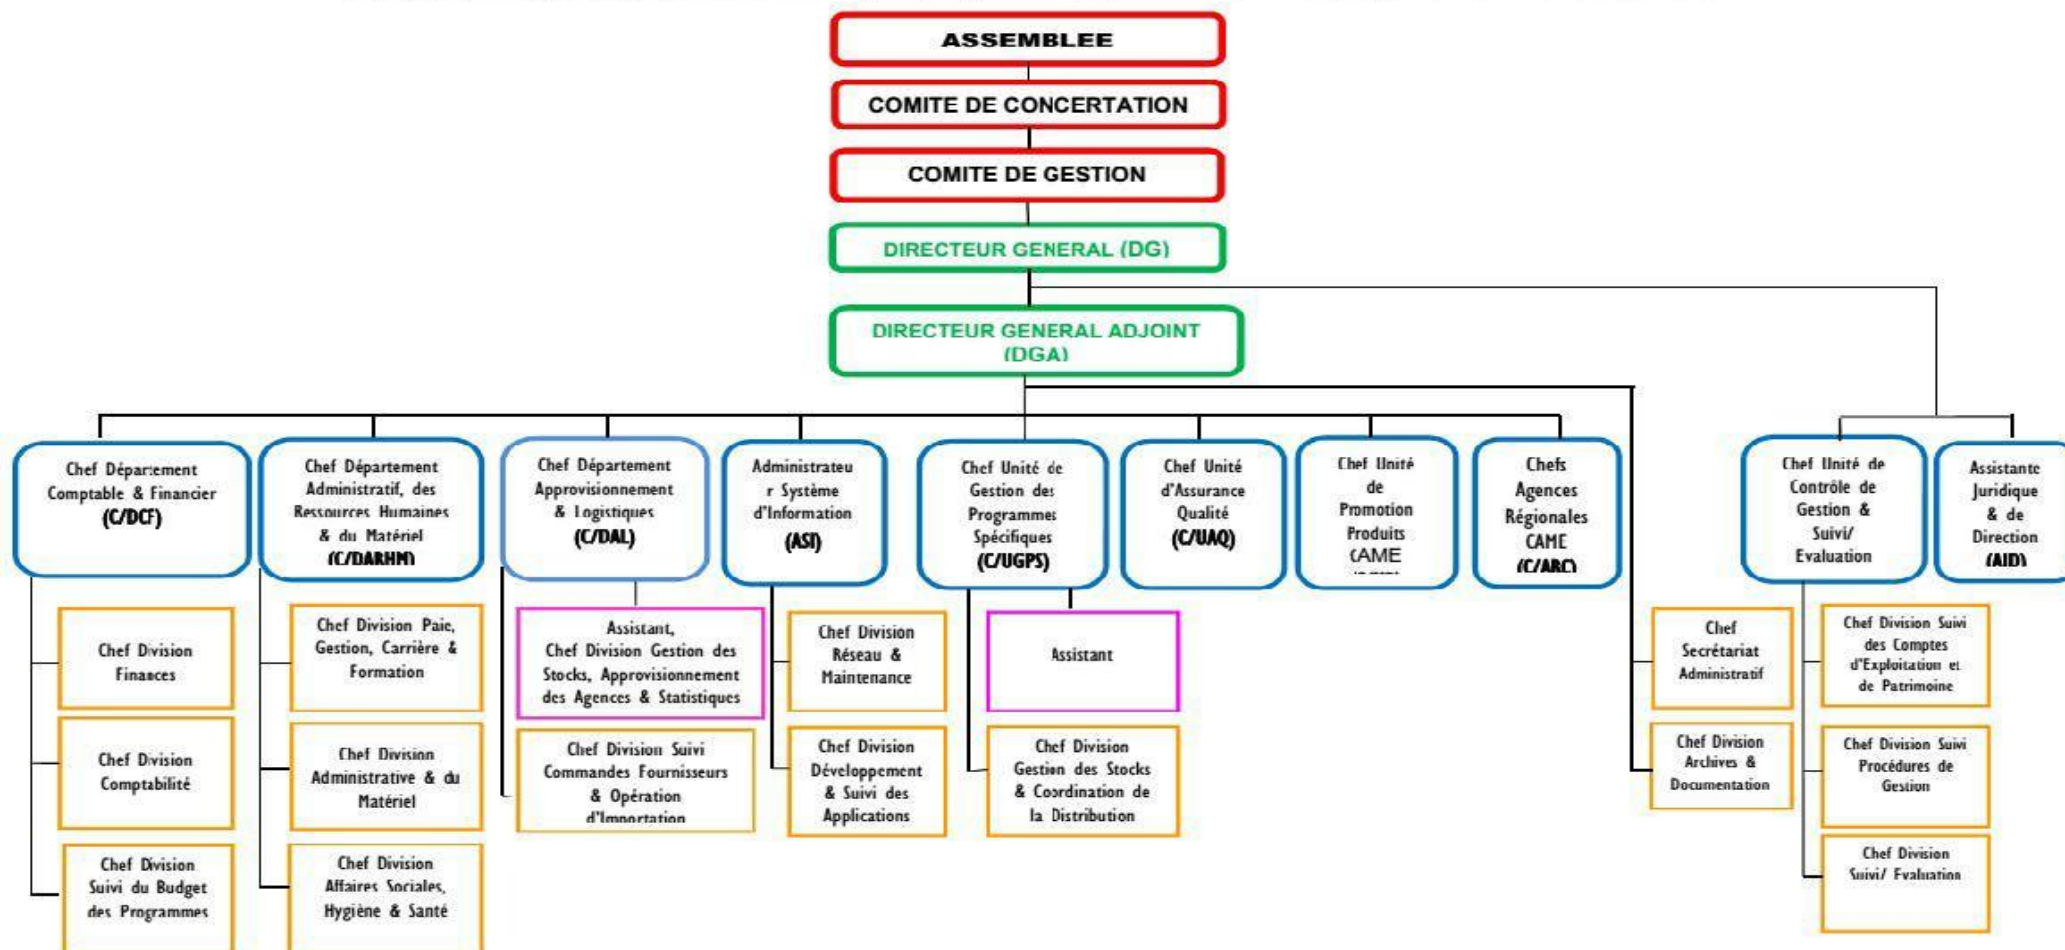 ASSEMBLEE
COMITE DE CONCERTATION
COMITE DE GESTION
DIRECTEUR GENERAL (DG)
DIRECTEUR GENERAL ADJOINT
(DGA)
Chef Département
Comptable & Financier
(C/DCF)
Chef Département
Administratif, des
Ressources Humaines
& du Matériel
(C/DARHM)
Chef Département
Approvisionnement
& Logistiques
(C/DAL)
Administrateu
r Système
d'Information
(ASI)
Chef Unité de
Gestion des
Programmes
Spécifiques
(C/UGPS)
Chef Unité
d'Assurance
Qualité
(C/UAQ)
Chef Unité
de
Promotion
Produits
CAME
Chefs
Agences
Régionales
CAME
(C/ARC)
Chef Unité de
Contrôle de
Gestion &
Suivi/
Evaluation
Assistante
Juridique
& de
Direction
(AJD)
Chef Division
Finances
Chef Division
Comptabilité
Chef Division
Suivi du Budget
des Programmes
Chef Division Paie,
Gestion, Carrière &
Formation
Chef Division
Administrative & du
Matériel
Chef Division
Affaires Sociales,
Hygiène & Santé
Assistant,
Chef Division Gestion des
Stocks, Approvisionnement
des Agences & Statistiques
Chef Division Suivi
Commandes Fournisseurs
& Opération
d'Importation
Chef Division
Réseau &
Maintenance
Chef Division
Développement
& Suivi des
Applications
Assistant
Chef Division
Gestion des Stocks
& Coordination de
la Distribution
Chef
Secrétariat
Administratif
Chef Division
Archives &
Documentation
Chef Division Suivi
des Comptes
d'Exploitation et
de Patrimoine
Chef Division Suivi
Procédures de
Gestion
Chef Division
Suivi/ Evaluation